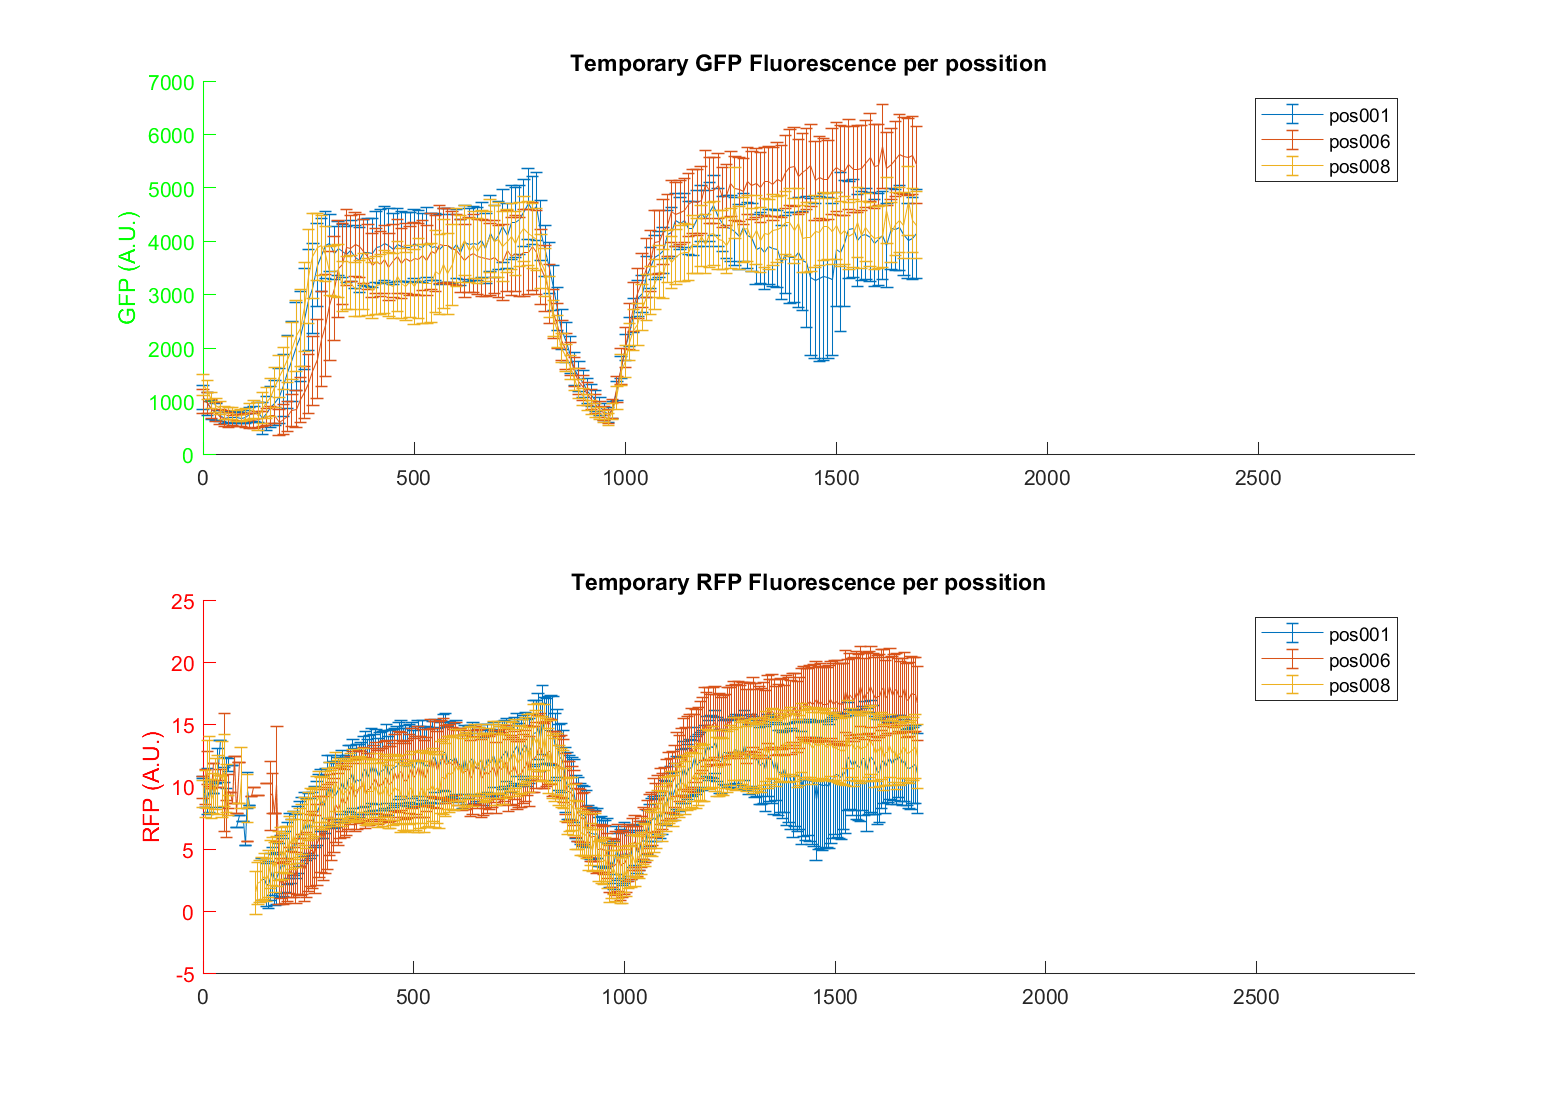 Temporary GFP Fluorescence per possition
GFP (A.U.)
7000
6000
5000
4000
3000
2000
1000
0
0 500 1000 1500 2000 2500
pos001
pos006
pos008
Temporary RFP Fluorescence per possition
RFP (A.U.)
25
20
15
10
5
0
-5
0 500 1000 1500 2000 2500
pos001
pos006
pos008